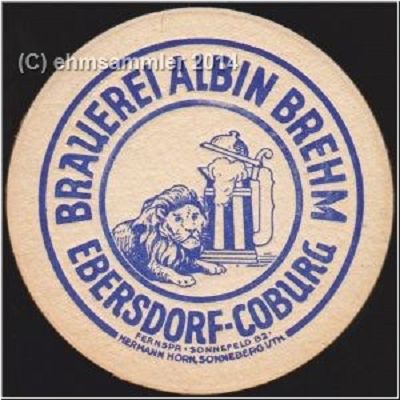 (C) ehmsammler 2014
BRAUEREI ALBIN BREHM
EBERSDORF-COBURG
FERNSPR. SONNEFELD 82.
HERMANN HORN, SONNEBERG/TH.